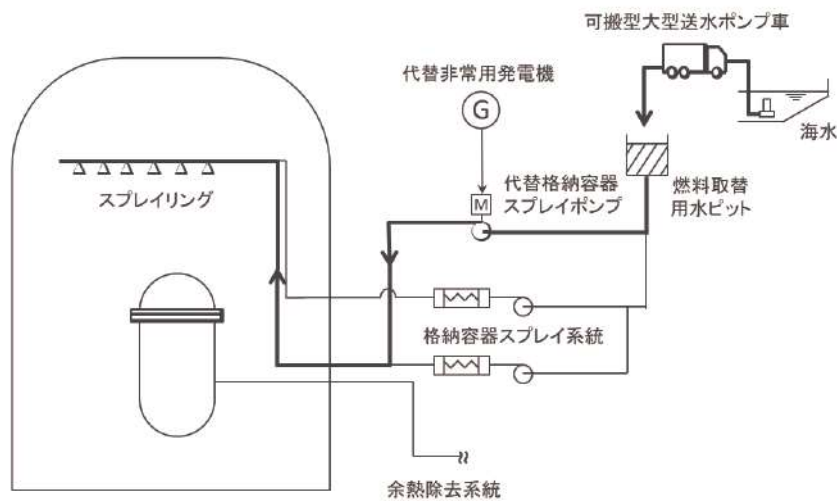 可搬型大型送水ポンプ車
代替非常用発電機
G
海水
スプレイリング
M
代替格納容器
スプレイポンプ
燃料取替
用水ピット
格納容器スプレイ系統
余熱除去系統